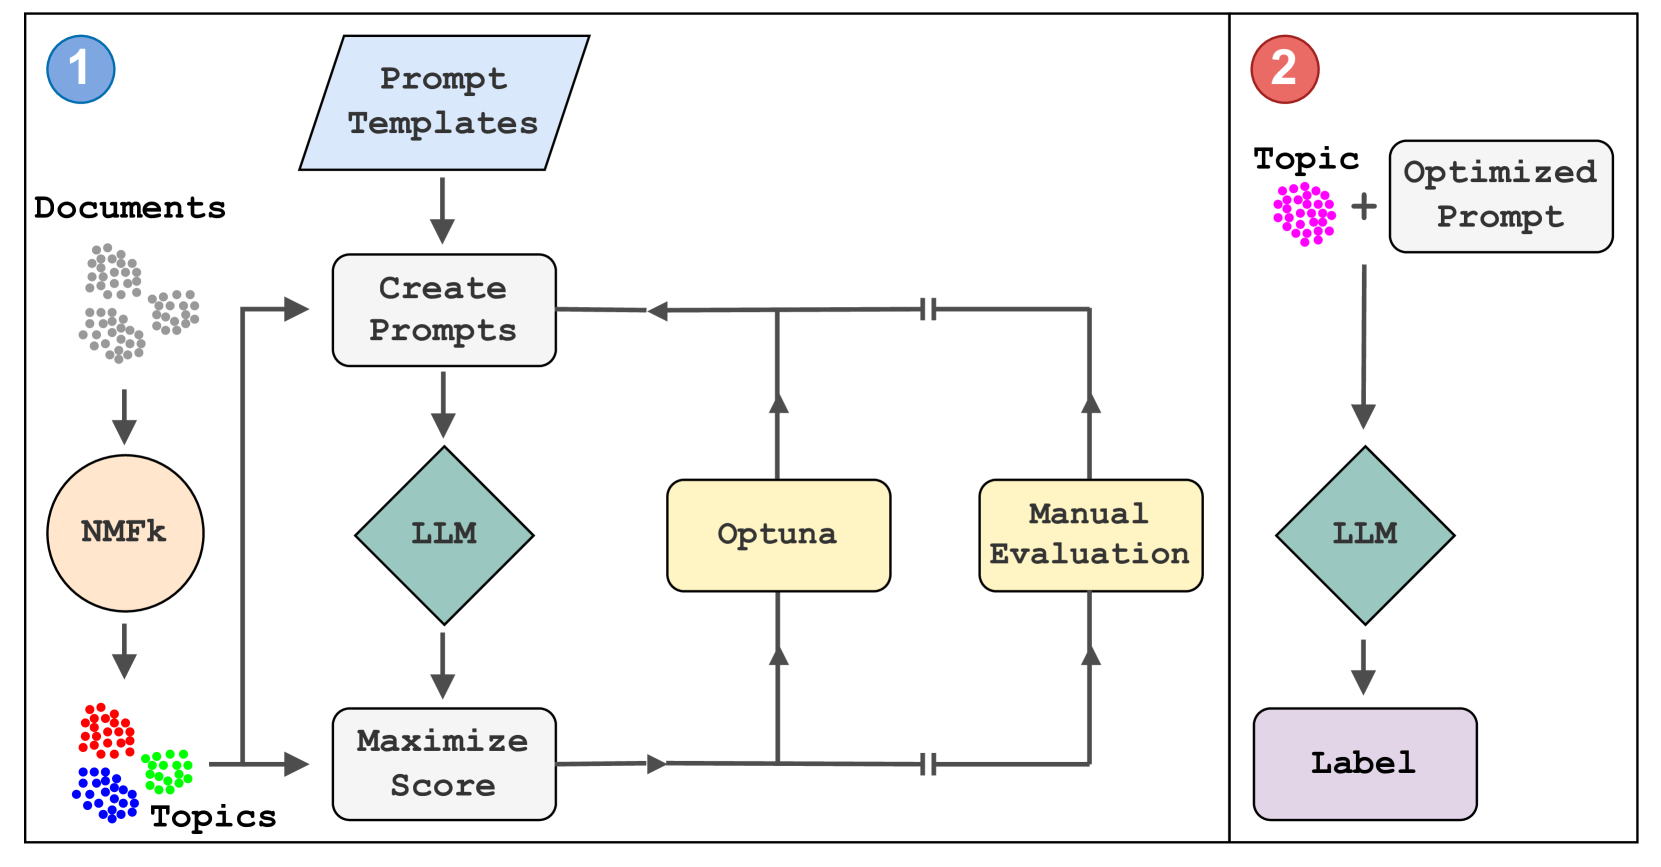 1
Prompt
Templates
Documents
Create
Prompts
NMFk
LLM
Optuna
Manual
Evaluation
Maximize
Score
Topics
2
Topic
+
Optimized
Prompt
LLM
Label